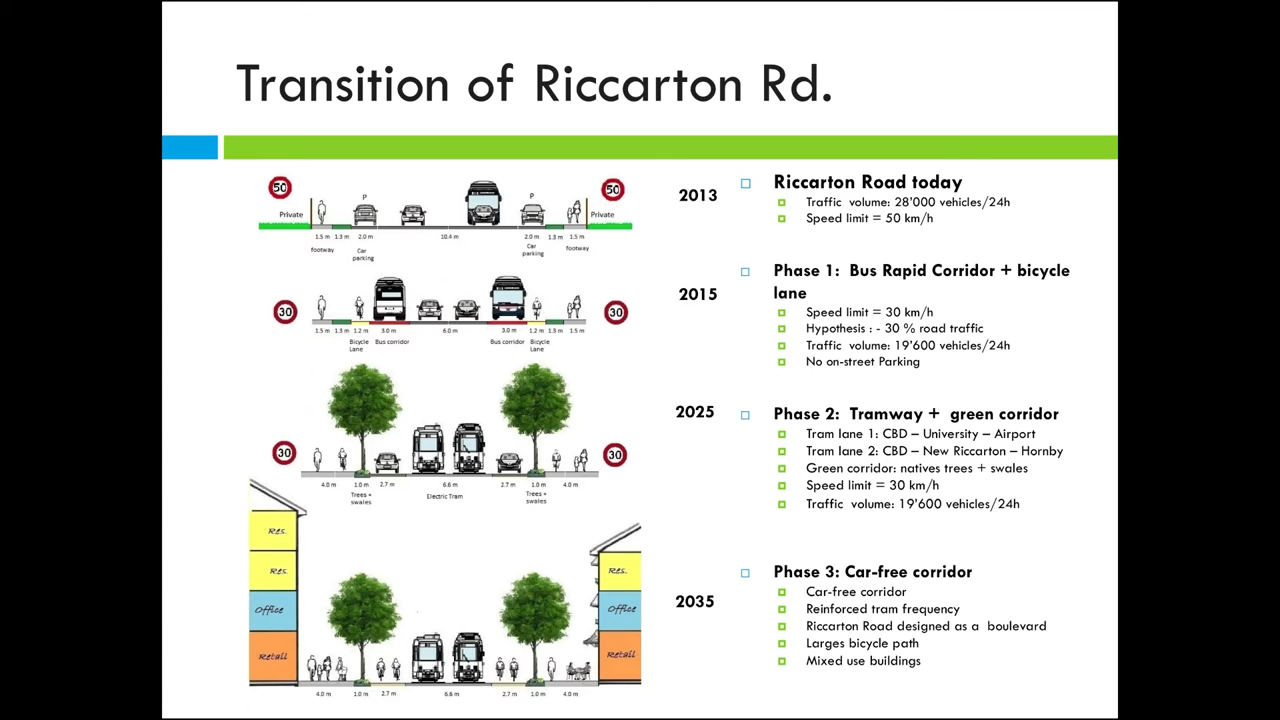 Transition of Riccarton Rd.
50
50
P
P
Private
Private
1.5 m 1.3 m 2.0 m 10.4 m 2.0 m 1.3 m 1.5 m
footway Car parking Car parking footway
30
30
1.5 m 1.3 m 1.2 m 3.0 m 6.0 m 3.0 m 1.2 m 1.3 m 1.5 m
Bicycle Lane Bus corridor Bus corridor Bicycle Lane
30
30
4.0 m 1.0 m 2.7 m 6.6 m 2.7 m 1.0 m 4.0 m
Trees + swales Electric Tram Trees + swales
Res.
Res.
Res.
Office
Office
Retail
Retail
4.0 m 1.0 m 2.7 m 6.6 m 2.7 m 1.0 m 4.0 m
2013
Riccarton Road today
Traffic volume: 28'000 vehicles/24h
Speed limit = 50 km/h
2015
Phase 1: Bus Rapid Corridor + bicycle
lane
Speed limit = 30 km/h
Hypothesis : - 30 % road traffic
Traffic volume: 19'600 vehicles/24h
No on-street Parking
2025
Phase 2: Tramway + green corridor
Tram lane 1: CBD – University – Airport
Tram lane 2: CBD – New Riccarton – Hornby
Green corridor: natives trees + swales
Speed limit = 30 km/h
Traffic volume: 19'600 vehicles/24h
2035
Phase 3: Car-free corridor
Car-free corridor
Reinforced tram frequency
Riccarton Road designed as a boulevard
Larges bicycle path
Mixed use buildings